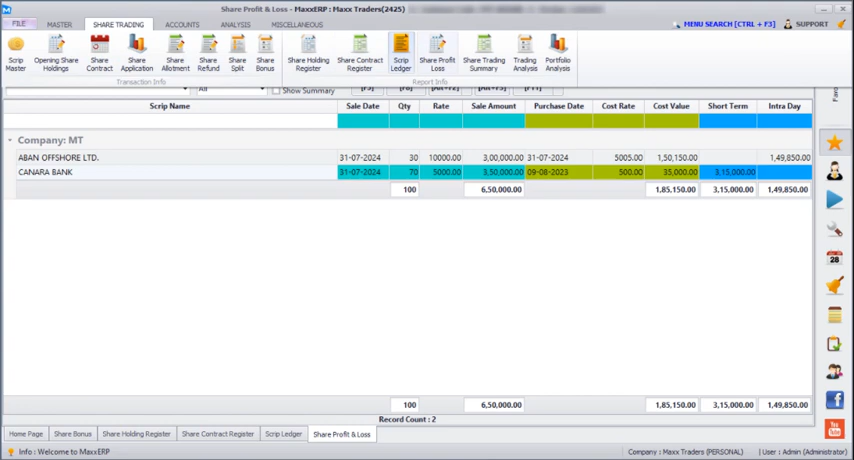 Share Profit & Loss - MaxxERP : Maxx Traders(2425)
FILE MASTER SHARE TRADING ACCOUNTS ANALYSIS MISCELLANEOUS MENU SEARCH [CTRL + F3] SUPPORT
Scrip Master Opening Share Holdings Share Contract Share Application Share Allotment Share Refund Share Split Share Bonus Share Holding Register Share Contract Register Scrip Ledger Share Profit Loss Share Trading Summary Trading Analysis Portfolio Analysis
Transaction Info Report Info
All Show Summary
Scrip Name Sale Date Qty Rate Sale Amount Purchase Date Cost Rate Cost Value Short Term Intra Day
Company: MT
ABAN OFFSHORE LTD. 31-07-2024 30 10000.00 3,00,000.00 31-07-2024 5005.00 1,50,150.00 1,49,850.00
CANARA BANK 31-07-2024 70 5000.00 3,50,000.00 09-08-2023 500.00 35,000.00 3,15,000.00
100 6,50,000.00 1,85,150.00 3,15,000.00 1,49,850.00
28
100 6,50,000.00 1,85,150.00 3,15,000.00 1,49,850.00
Record Count : 2
Home Page Share Bonus Share Holding Register Share Contract Register Scrip Ledger Share Profit & Loss
You Tube
Info : Welcome to MaxxERP Company : Maxx Traders (PERSONAL) User : Admin (Administrator)